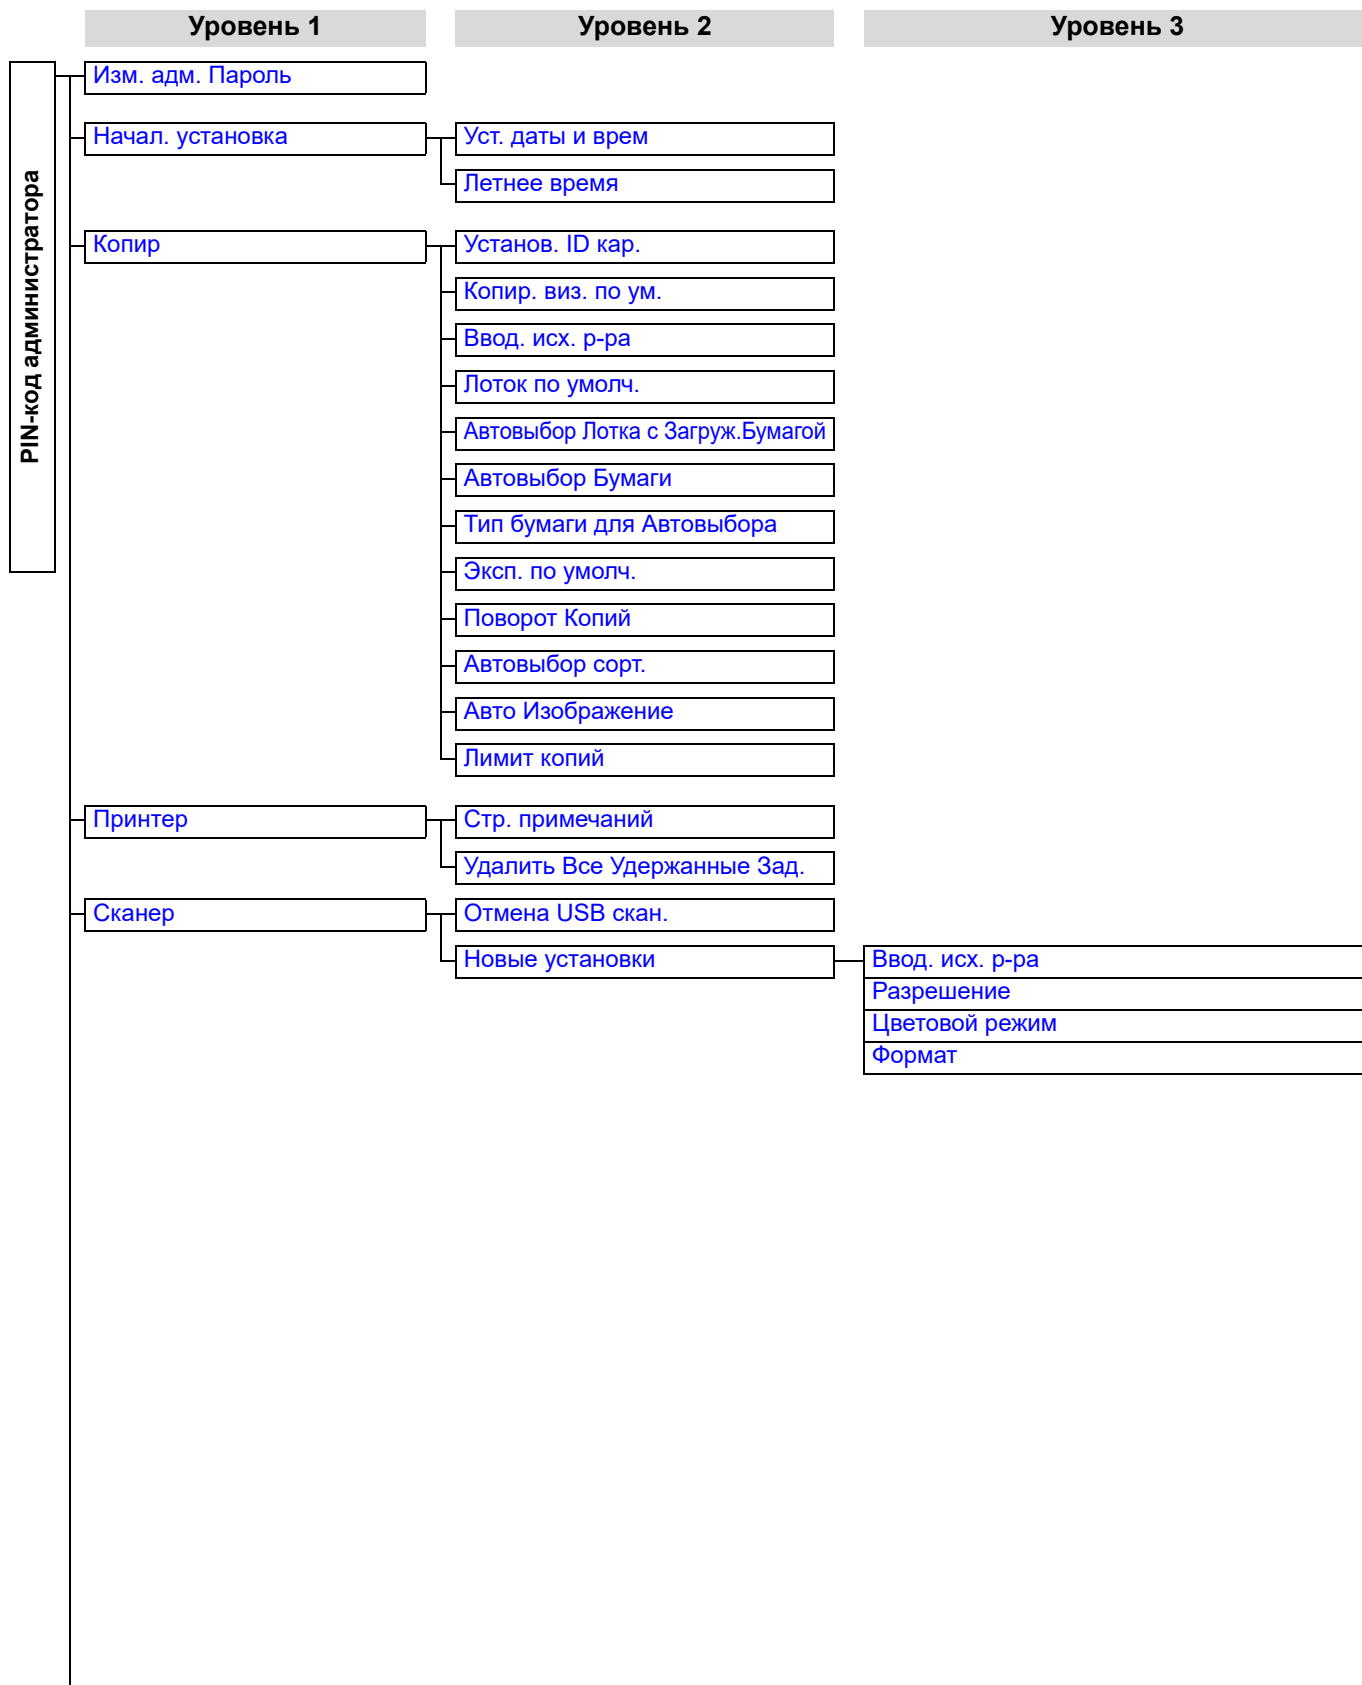 Уровень 1
Уровень 2
Уровень 3
PIN-код администратора
Изм. адм. Пароль
Начал. установка
Уст. даты и врем
Летнее время
Копир
Установ. ID кар.
Копир. виз. по ум.
Ввод. исх. р-ра
Лоток по умолч.
Автовыбор Лотка с Загруж.Бумагой
Автовыбор Бумаги
Тип бумаги для Автовыбора
Эксп. по умолч.
Поворот Копий
Автовыбор сорт.
Авто Изображение
Лимит копий
Принтер
Стр. примечаний
Удалить Все Удержанные Зад.
Сканер
Отмена USB скан.
Новые установки
Ввод. исх. р-ра
Разрешение
Цветовой режим
Формат